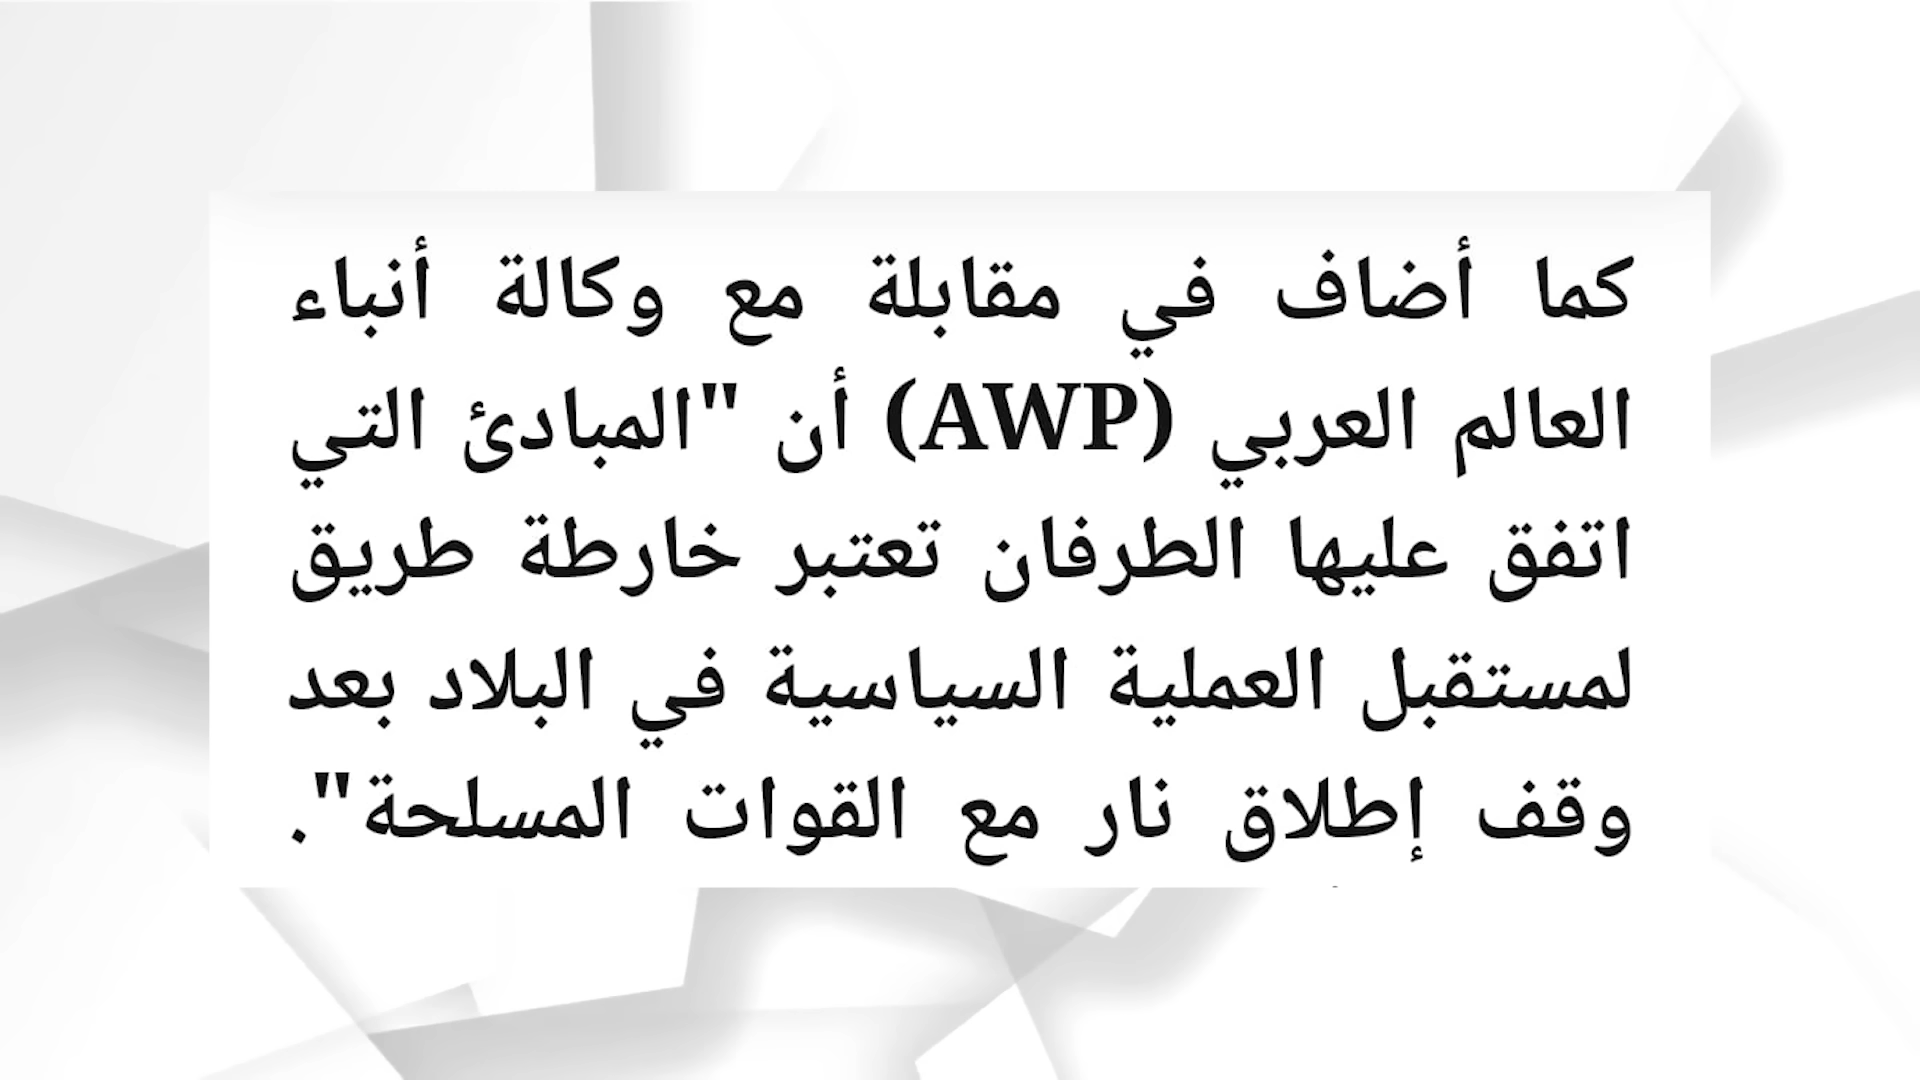 كما أضاف في مقابلة مع وكالة أنباء
العالم العربي (AWP) أن "المبادئ التي
اتفق عليها الطرفان تعتبر خارطة طريق
لمستقبل العملية السياسية في البلاد بعد
وقف إطلاق نار مع القوات المسلحة".